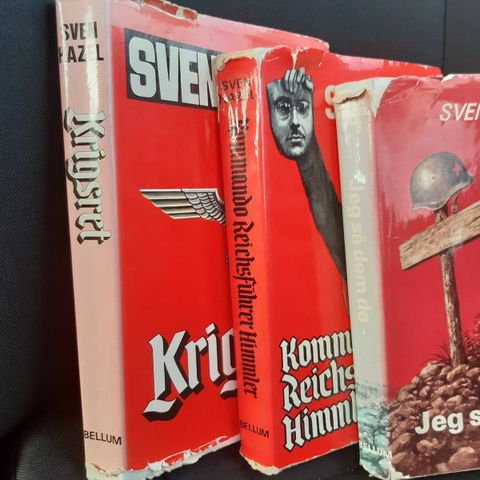 SVEN
HAZEL
Krigsret
BELLUM
SVEN
Krig
SVEN
HAZEL
Kommando Reichsführer Himmler
BELLUM
S
Komm
Reichs
Himml
Jeg så dem dø -
BELLUM
SVEN
Jeg s